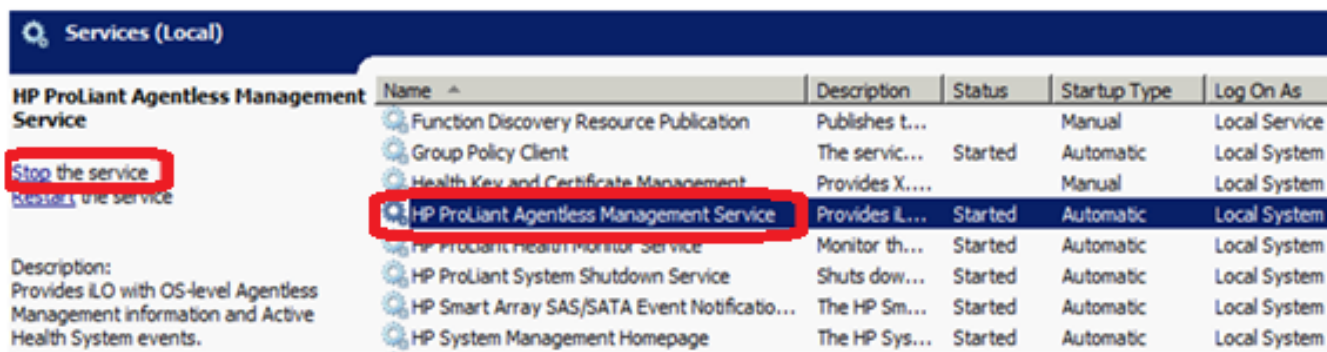 Services (Local)
HP ProLiant Agentless Management Service
Stop the service
Restart the service
Description:
Provides iLO with OS-level Agentless
Management information and Active
Health System events.
Name Description Status Startup Type Log On As
Function Discovery Resource Publication Publishes t... Manual Local Service
Group Policy Client The servic... Started Automatic Local System
Health Key and Certificate Management Provides X.... Manual Local System
HP ProLiant Agentless Management Service Provides iL... Started Automatic Local System
HP ProLiant Health Monitor Service Monitor th... Started Automatic Local System
HP ProLiant System Shutdown Service Shuts dow... Started Automatic Local System
HP Smart Array SAS/SATA Event Notificatio... The HP Sm... Started Automatic Local System
HP System Management Homepage The HP Sys... Started Automatic Local System